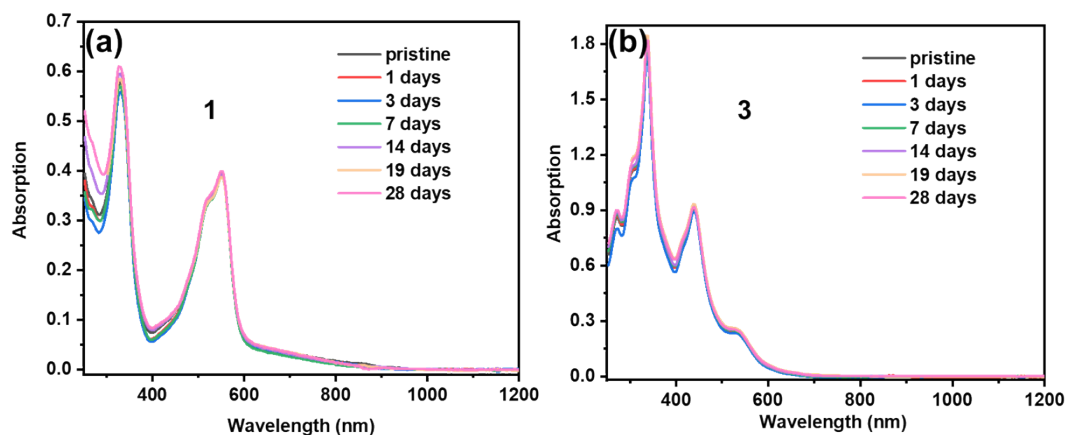 (a)
1
pristine
1 days
3 days
7 days
14 days
19 days
28 days
0.7
0.6
0.5
0.4
0.3
0.2
0.1
0.0
Absorption
400 600 800 1000 1200
Wavelength (nm)
(b)
3
pristine
1 days
3 days
7 days
14 days
19 days
28 days
1.8
1.5
1.2
0.9
0.6
0.3
0.0
Absorption
400 600 800 1000 1200
Wavelength (nm)